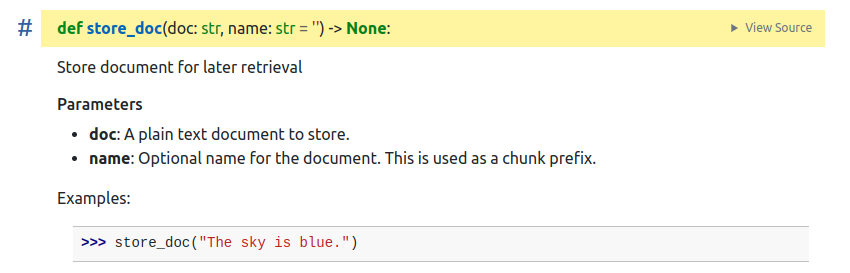 # def store_doc(doc: str, name: str = '') -> None: ▶ View Source
Store document for later retrieval
Parameters
• doc: A plain text document to store.
• name: Optional name for the document. This is used as a chunk prefix.
Examples:
>>> store_doc("The sky is blue.")